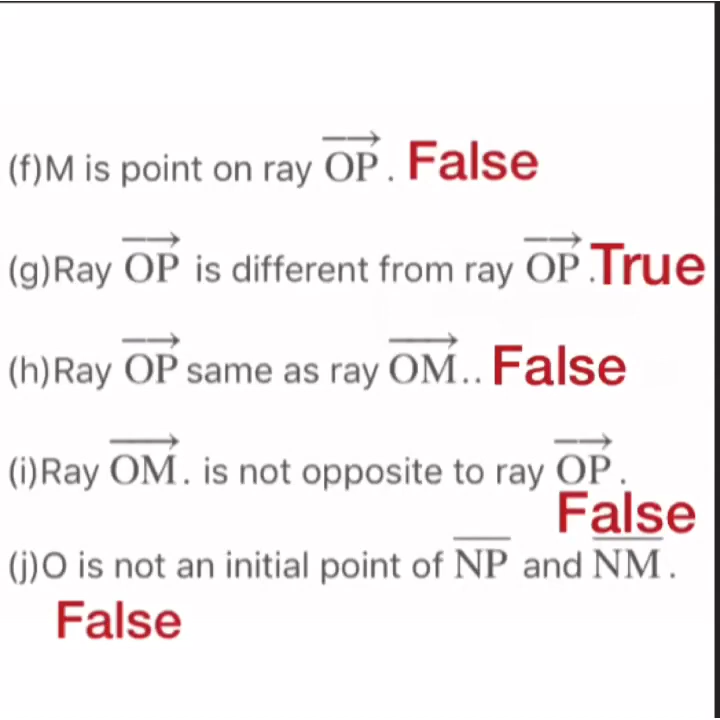 (f)M is point on ray OP. False
(g)Ray OP is different from ray OP.True
(h)Ray OP same as ray OM.. False
(i)Ray OM. is not opposite to ray OP.
False
(j)O is not an initial point of NP and NM.
False